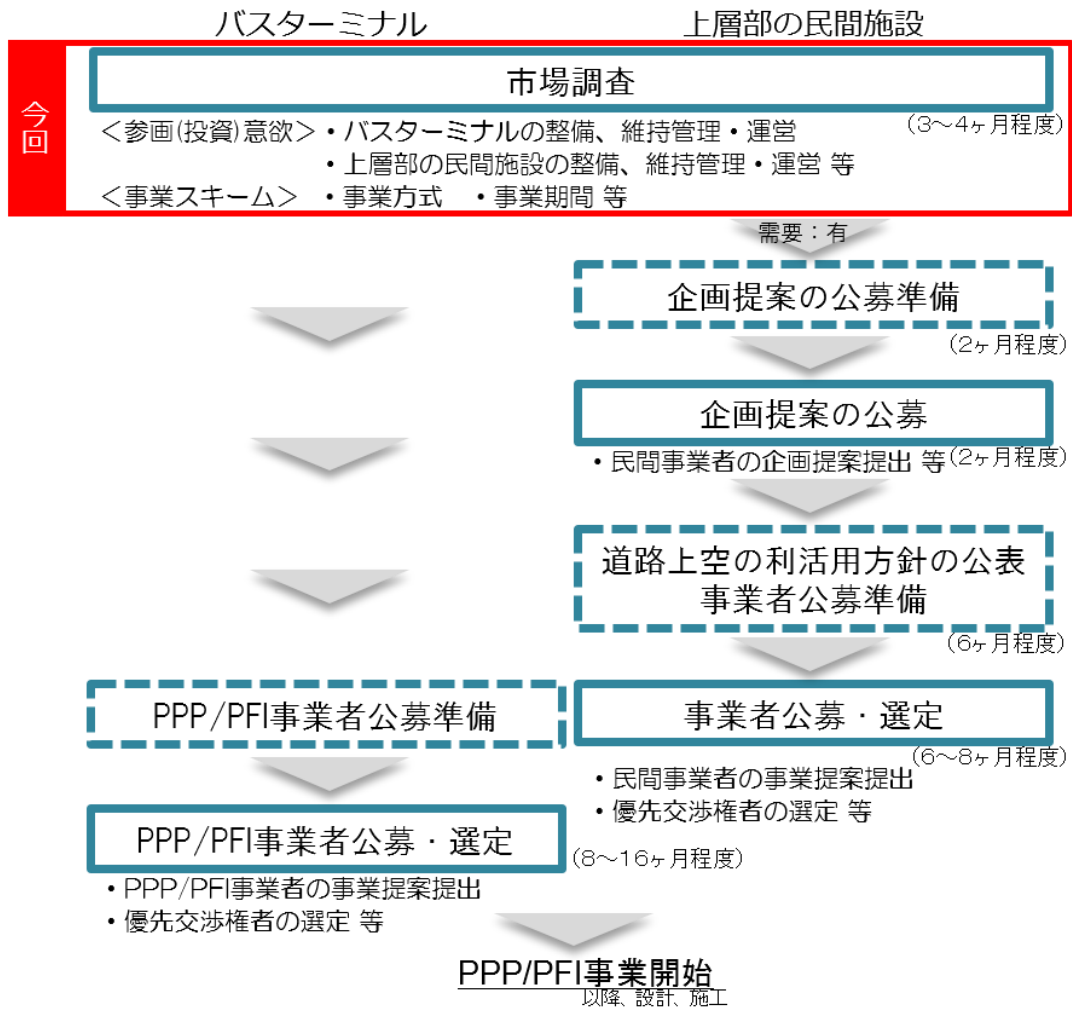 バスターミナル
上層部の民間施設
今回
市場調査
(3～4ヶ月程度)
＜参画(投資)意欲＞・バスターミナルの整備、維持管理・運営
・上層部の民間施設の整備、維持管理・運営 等
＜事業スキーム＞ ・事業方式 ・事業期間 等
需要：有
企画提案の公募準備
(2ヶ月程度)
企画提案の公募
・民間事業者の企画提案提出 等
(2ヶ月程度)
道路上空の利活用方針の公表
事業者公募準備
(6ヶ月程度)
PPP/PFI事業者公募準備
事業者公募・選定
(6～8ヶ月程度)
・民間事業者の事業提案提出
・優先交渉権者の選定 等
PPP/PFI事業者公募・選定
(8～16ヶ月程度)
・PPP/PFI事業者の事業提案提出
・優先交渉権者の選定 等
PPP/PFI事業開始
以降、設計、施工